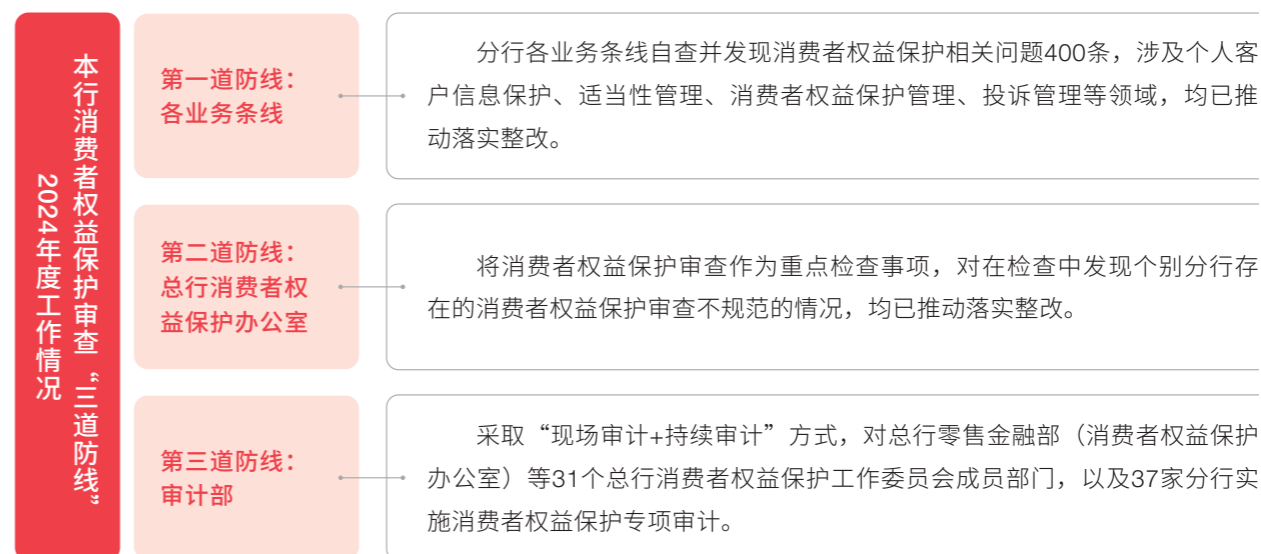 本行消费者权益保护审查“三道防线”
2024年度工作情况
第一道防线：
各业务条线
分行各业务条线自查并发现消费者权益保护相关问题400条，涉及个人客
户信息保护、适当性管理、消费者权益保护管理、投诉管理等领域，均已推
动落实整改。
第二道防线：
总行消费者权
益保护办公室
将消费者权益保护审查作为重点检查事项，对在检查中发现个别分行存
在的消费者权益保护审查不规范的情况，均已推动落实整改。
第三道防线：
审计部
采取“现场审计+持续审计”方式，对总行零售金融部（消费者权益保护
办公室）等31个总行消费者权益保护工作委员会成员部门，以及37家分行实
施消费者权益保护专项审计。